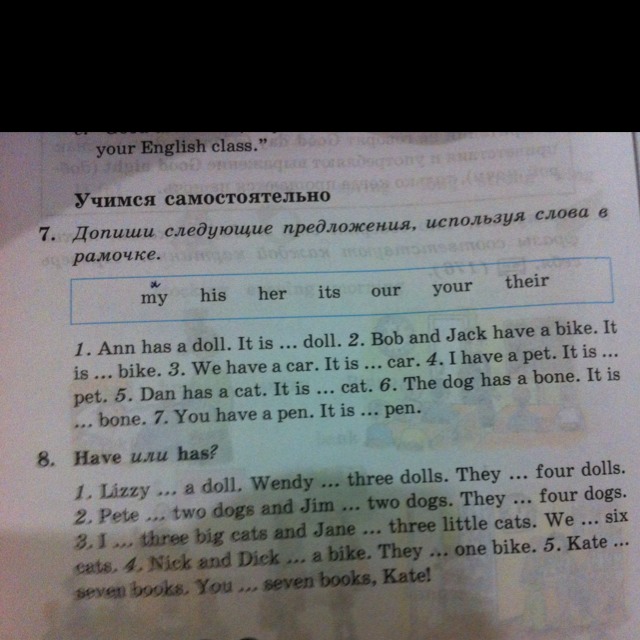 your English class.”
Учимся самостоятельно
7. Допиши следующие предложения, используя слова в
рамочке.
my his her its our your their
1. Ann has a doll. It is ... doll. 2. Bob and Jack have a bike. It
is ... bike. 3. We have a car. It is ... car. 4. I have a pet. It is ...
pet. 5. Dan has a cat. It is ... cat. 6. The dog has a bone. It is
... bone. 7. You have a pen. It is ... pen.
8. Have или has?
1. Lizzy ... a doll. Wendy ... three dolls. They ... four dolls.
2. Pete ... two dogs and Jim ... two dogs. They ... four dogs.
3. I ... three big cats and Jane ... three little cats. We ... six
cats. 4. Nick and Dick ... a bike. They ... one bike. 5. Kate ...
seven books. You ... seven books, Kate!